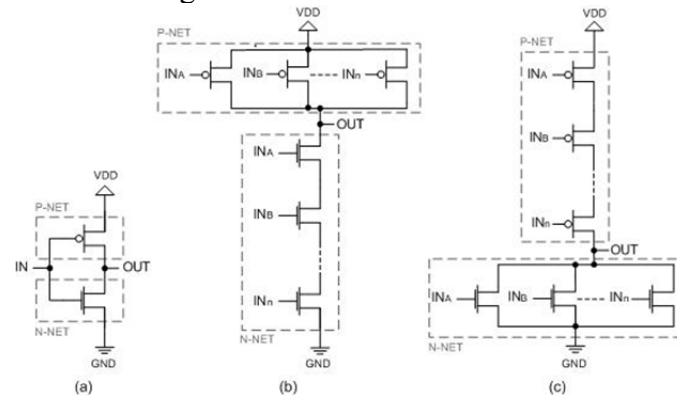 VDD
P-NET
IN
OUT
N-NET
GND
(a)
VDD
P-NET
INA
INB
INn
OUT
INA
INB
INn
N-NET
GND
(b)
VDD
P-NET
INA
INB
INn
OUT
INA
INB
INn
N-NET
GND
(c)